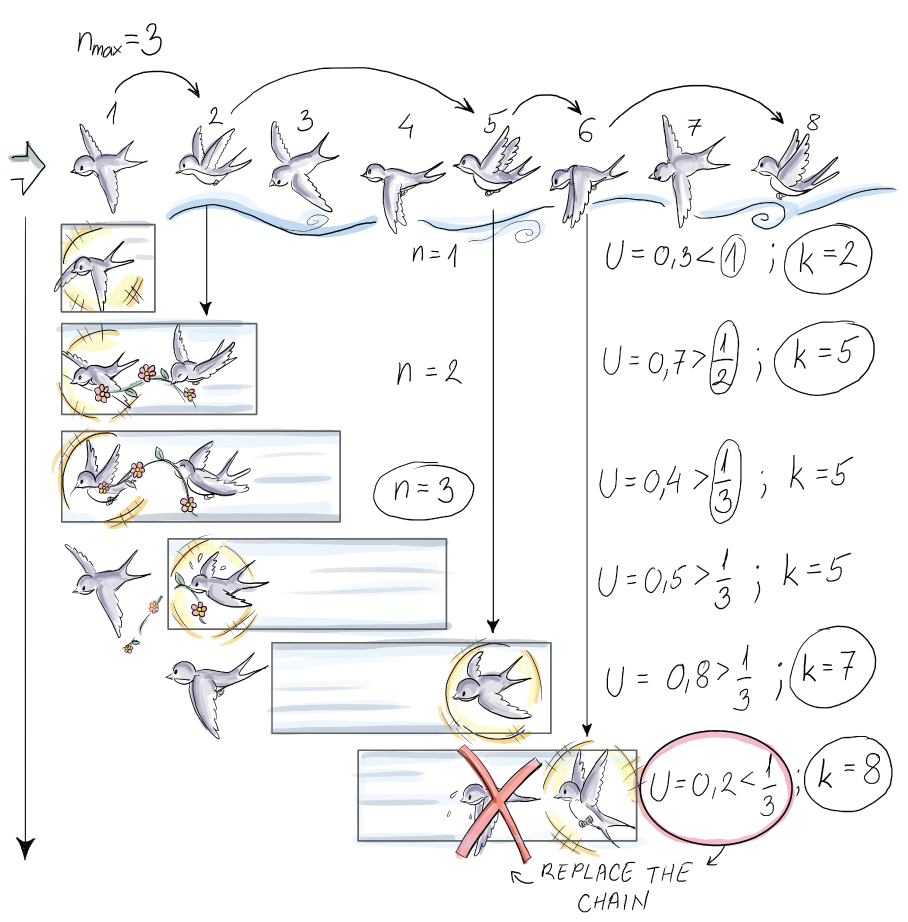 nmax=3
1 2 3 4 5 6 7 8
n=1 U=0,3<1 ; k=2
n=2 U=0,7>1/2 ; k=5
n=3 U=0,4>1/3 ; k=5
U=0,5>1/3 ; k=5
U=0,8>1/3 ; k=7
U=0,2<1/3 ; k=8
REPLACE THE
CHAIN